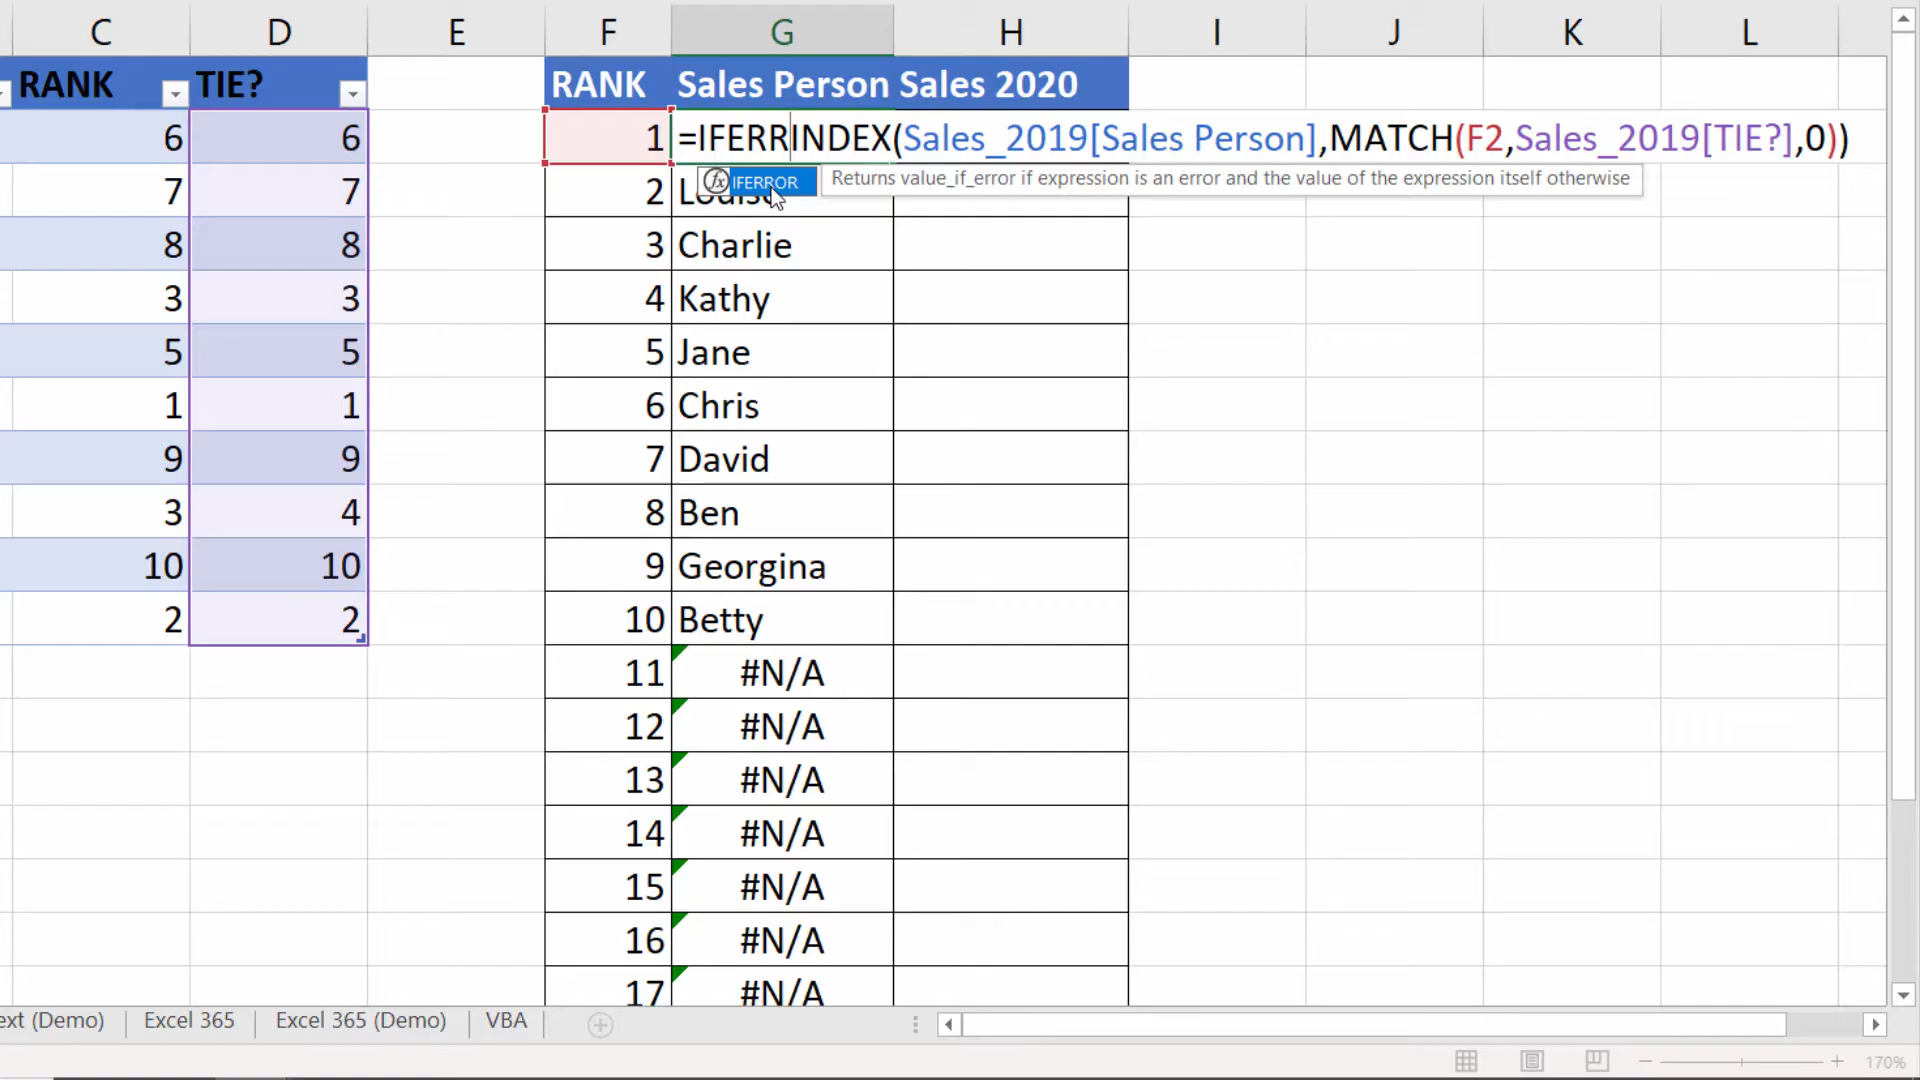 C D E F G H I J K L
RANK TIE? RANK Sales Person Sales 2020
6 6 1 =IFERRINDEX(Sales_2019[Sales Person],MATCH(F2,Sales_2019[TIE?],0))
fx IFERROR Returns value_if_error if expression is an error and the value of the expression itself otherwise
7 7 2
8 8 3 Charlie
3 3 4 Kathy
5 5 5 Jane
1 1 6 Chris
9 9 7 David
3 4 8 Ben
10 10 9 Georgina
2 2 10 Betty
11 #N/A
12 #N/A
13 #N/A
14 #N/A
15 #N/A
16 #N/A
17 #N/A
ext (Demo) Excel 365 Excel 365 (Demo) VBA
170%